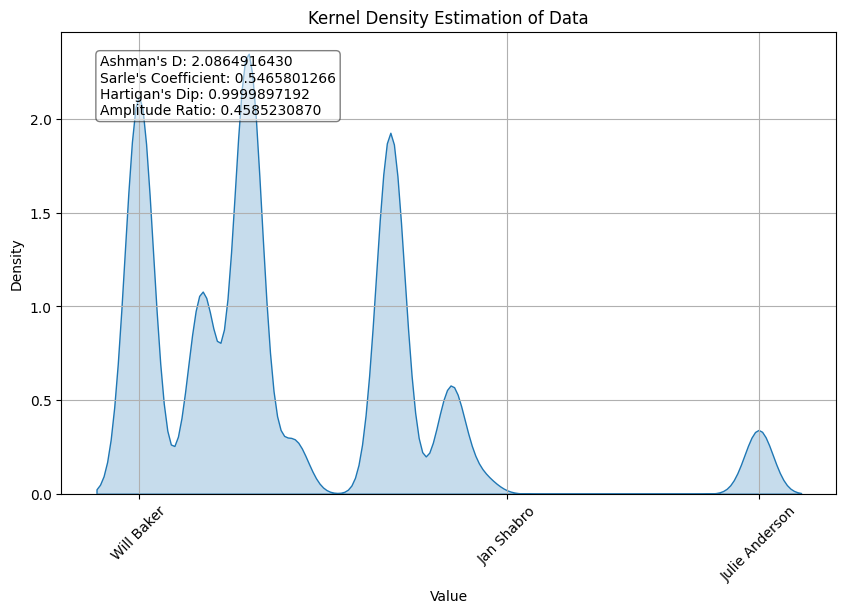 Kernel Density Estimation of Data
Ashman's D: 2.0864916430
Sarle's Coefficient: 0.5465801266
Hartigan's Dip: 0.9999897192
Amplitude Ratio: 0.4585230870
Density
2.0
1.5
1.0
0.5
0.0
Will Baker
Jan Shabro
Julie Anderson
Value